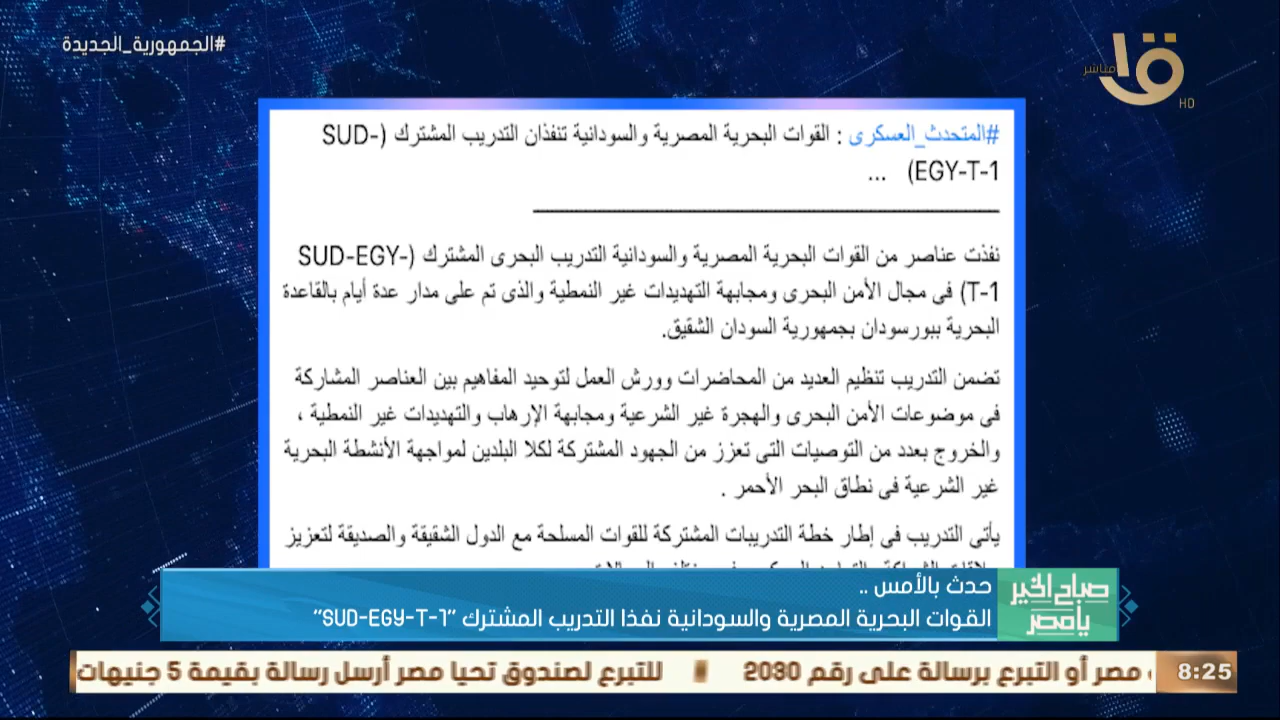 #الجمهورية_الجديدة
مباشر
HD
#المتحدث_العسكرى : القوات البحرية المصرية والسودانية تنفذان التدريب المشترك (SUD-
EGY-T-1) ...
نفذت عناصر من القوات البحرية المصرية والسودانية التدريب البحرى المشترك (SUD-EGY-
T-1) فى مجال الأمن البحرى ومجابهة التهديدات غير النمطية والذى تم على مدار عدة أيام بالقاعدة
البحرية ببورسودان بجمهورية السودان الشقيق.
تضمن التدريب تنظيم العديد من المحاضرات وورش العمل لتوحيد المفاهيم بين العناصر المشاركة
فى موضوعات الأمن البحرى والهجرة غير الشرعية ومجابهة الإرهاب والتهديدات غير النمطية ،
والخروج بعدد من التوصيات التى تعزز من الجهود المشتركة لكلا البلدين لمواجهة الأنشطة البحرية
غير الشرعية فى نطاق البحر الأحمر .
يأتى التدريب فى إطار خطة التدريبات المشتركة للقوات المسلحة مع الدول الشقيقة والصديقة لتعزيز
صباح الخير
يا مصر
حدث بالأمس ..
القوات البحرية المصرية والسودانية نفذا التدريب المشترك "SUD-EGY-T-1"
8:25
مصر أو التبرع برسالة على رقم 2030
للتبرع لصندوق تحيا مصر أرسل رسالة بقيمة 5 جنيهات